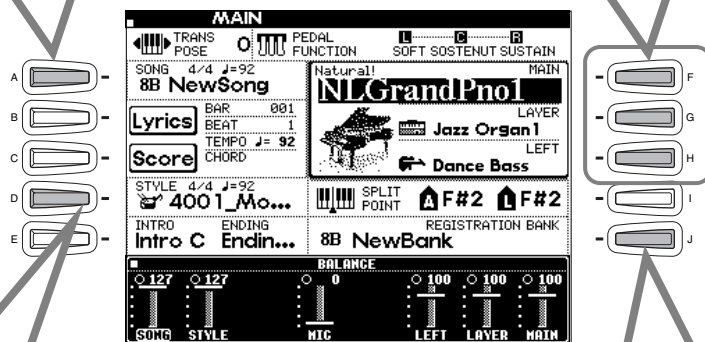 MAIN
TRANSPOSE 0
PEDAL FUNCTION
L C R
SOFT SOSTENUT SUSTAIN
SONG 4/4 ♩=92
8B NewSong
Natural! MAIN
NLGrandPno1
LAYER
Jazz Organ1
LEFT
Dance Bass
Lyrics
Score
BAR 001
BEAT 1
TEMPO ♩= 92
CHORD
STYLE 4/4 ♩=92
4001_Mo...
SPLIT POINT
A F#2 L F#2
INTRO ENDING
Intro C Endin...
REGISTRATION BANK
8B NewBank
BALANCE
127 127 0 100 100 100
SONG STYLE MIC LEFT LAYER MAIN
A
B
C
D
E
F
G
H
I
J